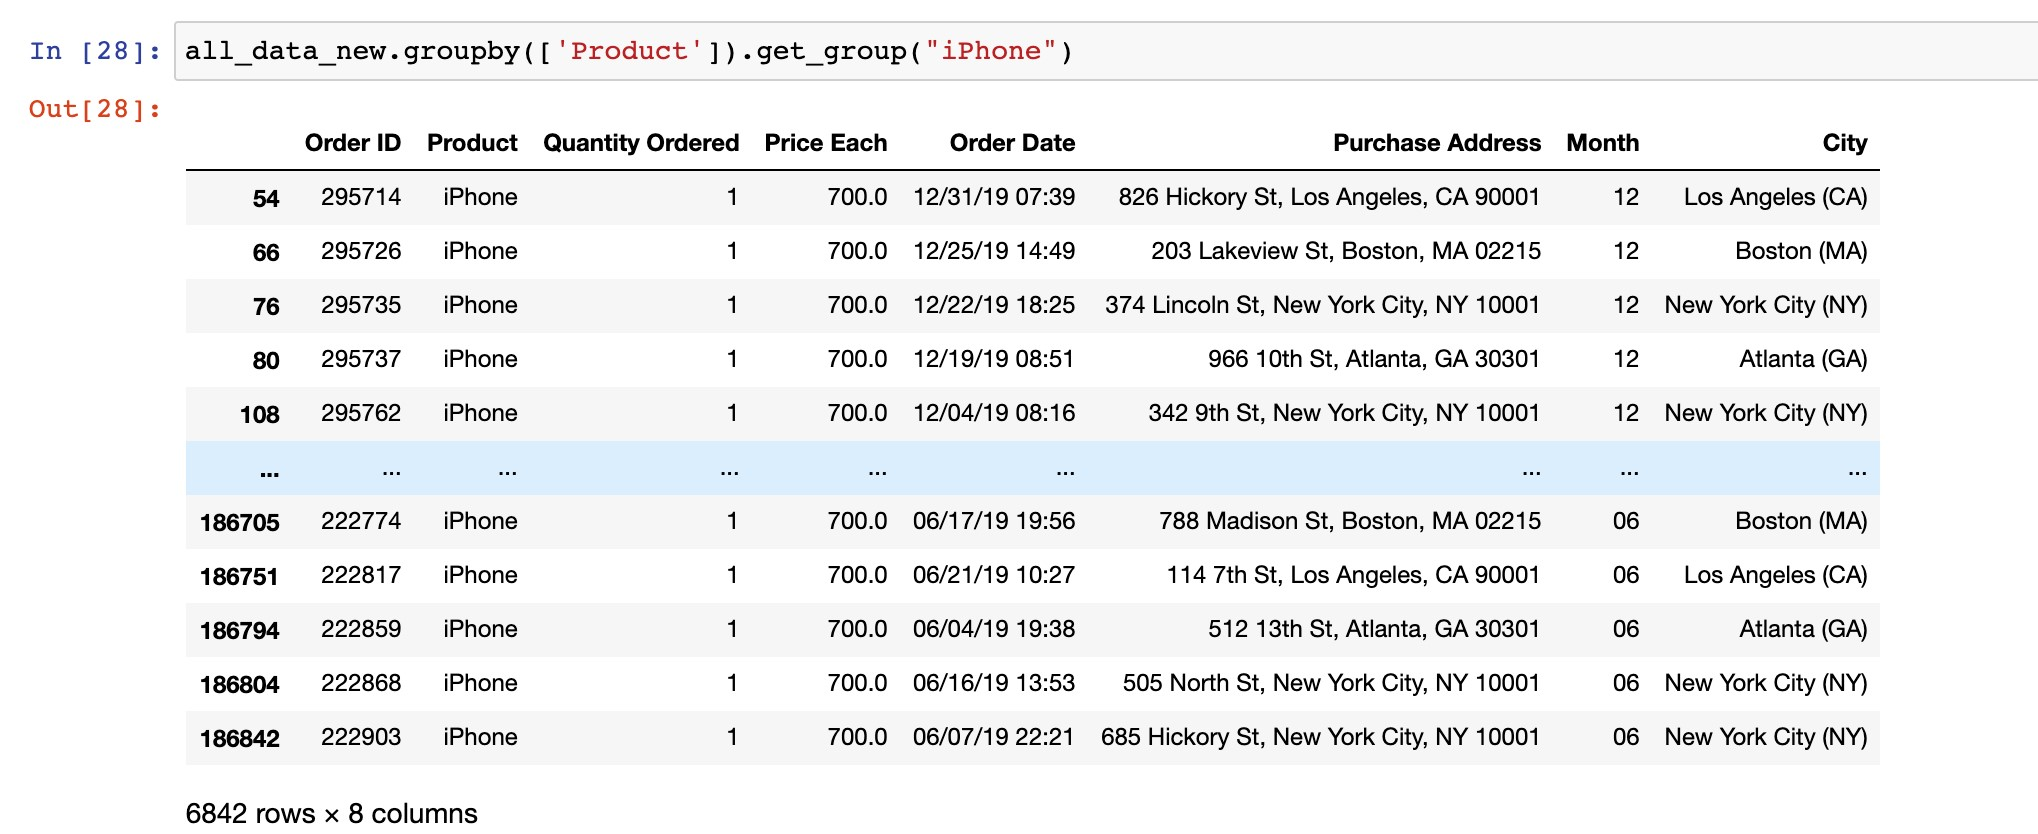 In [28]: all_data_new.groupby(['Product']).get_group("iPhone")
Out[28]:
Order ID Product Quantity Ordered Price Each Order Date Purchase Address Month City
54 295714 iPhone 1 700.0 12/31/19 07:39 826 Hickory St, Los Angeles, CA 90001 12 Los Angeles (CA)
66 295726 iPhone 1 700.0 12/25/19 14:49 203 Lakeview St, Boston, MA 02215 12 Boston (MA)
76 295735 iPhone 1 700.0 12/22/19 18:25 374 Lincoln St, New York City, NY 10001 12 New York City (NY)
80 295737 iPhone 1 700.0 12/19/19 08:51 966 10th St, Atlanta, GA 30301 12 Atlanta (GA)
108 295762 iPhone 1 700.0 12/04/19 08:16 342 9th St, New York City, NY 10001 12 New York City (NY)
... ... ... ... ... ... ... ... ...
186705 222774 iPhone 1 700.0 06/17/19 19:56 788 Madison St, Boston, MA 02215 06 Boston (MA)
186751 222817 iPhone 1 700.0 06/21/19 10:27 114 7th St, Los Angeles, CA 90001 06 Los Angeles (CA)
186794 222859 iPhone 1 700.0 06/04/19 19:38 512 13th St, Atlanta, GA 30301 06 Atlanta (GA)
186804 222868 iPhone 1 700.0 06/16/19 13:53 505 North St, New York City, NY 10001 06 New York City (NY)
186842 222903 iPhone 1 700.0 06/07/19 22:21 685 Hickory St, New York City, NY 10001 06 New York City (NY)
6842 rows × 8 columns